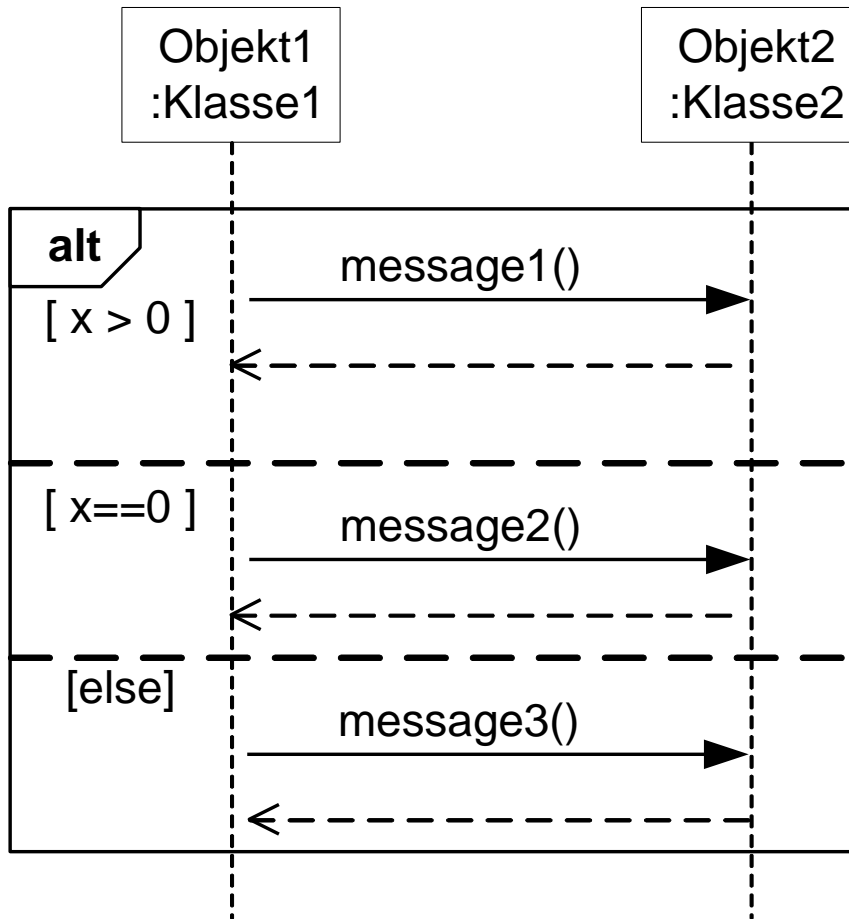 Objekt1
:Klasse1
Objekt2
:Klasse2
alt
message1()
[ x > 0 ]
[ x==0 ]
message2()
[else]
message3()